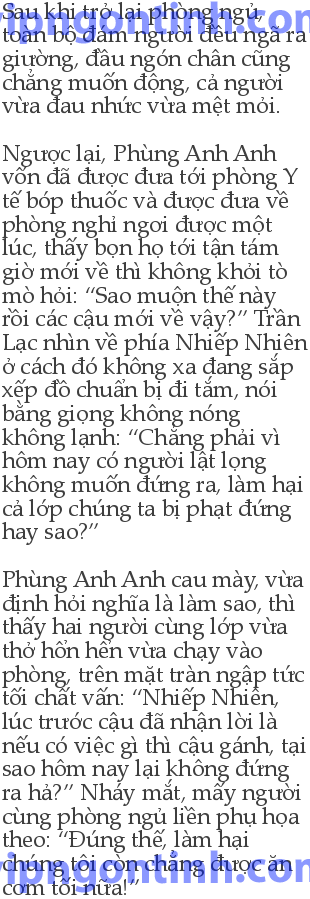 Sau khi trở lại phòng ngủ,
toàn bộ đám người đều ngã ra
giường, đầu ngón chân cũng
chẳng muốn động, cả người
vừa đau nhức vừa mệt mỏi.

Ngược lại, Phùng Anh Anh
vốn đã được đưa tới phòng Y
tế bóp thuốc và được đưa về
phòng nghỉ ngơi được một
lúc, thấy bọn họ tới tận tám
giờ mới về thì không khỏi tò
mò hỏi: “Sao muộn thế này
rồi các cậu mới về vậy?” Trần
Lạc nhìn về phía Nhiếp Nhiên
ở cách đó không xa đang sắp
xếp đồ chuẩn bị đi tắm, nói
bằng giọng không nóng
không lạnh: “Chẳng phải vì
hôm nay có người lật lọng
không muốn đứng ra, làm hại
cả lớp chúng ta bị phạt đứng
hay sao?”

Phùng Anh Anh cau mày, vừa
định hỏi nghĩa là làm sao, thì
thấy hai người cùng lớp vừa
thở hổn hển vừa chạy vào
phòng, trên mặt tràn ngập tức
tối chất vấn: “Nhiếp Nhiên,
lúc trước cậu đã nhận lời là
nếu có việc gì thì cậu gánh, tại
sao hôm nay lại không đứng
ra hả?” Nháy mắt, mấy người
cùng phòng ngủ liền phụ họa
theo: “Đúng thế, làm hại
chúng tôi còn chẳng được ăn
cơm tối nữa!”